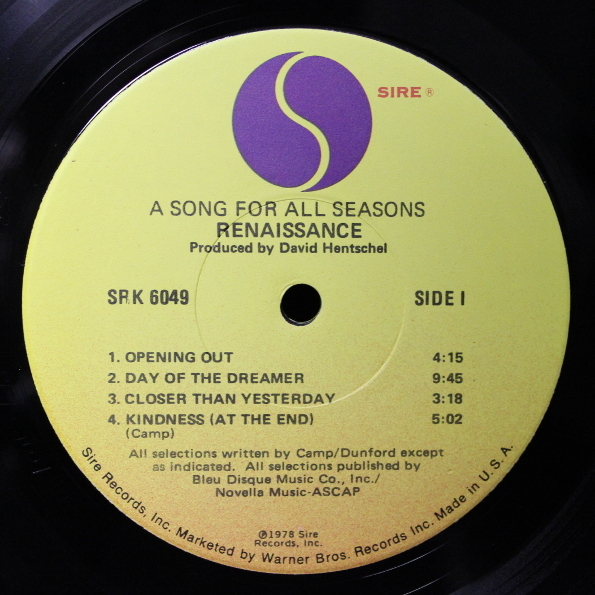 SIRE ®
A SONG FOR ALL SEASONS
RENAISSANCE
Produced by David Hentschel
SRK 6049 SIDE I
1. OPENING OUT 4:15
2. DAY OF THE DREAMER 9:45
3. CLOSER THAN YESTERDAY 3:18
4. KINDNESS (AT THE END) 5:02
(Camp)
All selections written by Camp/Dunford except
as indicated. All selections published by
Bleu Disque Music Co., Inc./
Novella Music-ASCAP
℗1978 Sire
Records, Inc.
Sire Records, Inc. Marketed by Warner Bros. Records Inc. Made in U.S.A.